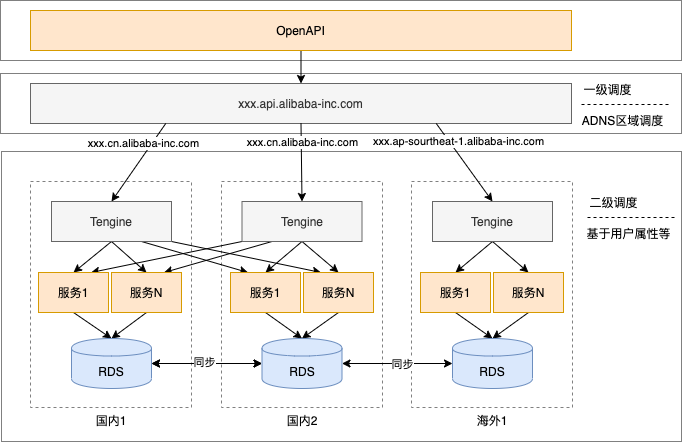 OpenAPI
xxx.api.alibaba-inc.com
一级调度
ADNS区域调度
xxx.cn.alibaba-inc.com
xxx.cn.alibaba-inc.com
xxx.ap-sourtheat-1.alibaba-inc.com
二级调度
基于用户属性等
Tengine
Tengine
Tengine
服务1
服务N
服务1
服务N
服务1
服务N
RDS
同步
RDS
同步
RDS
国内1
国内2
海外1